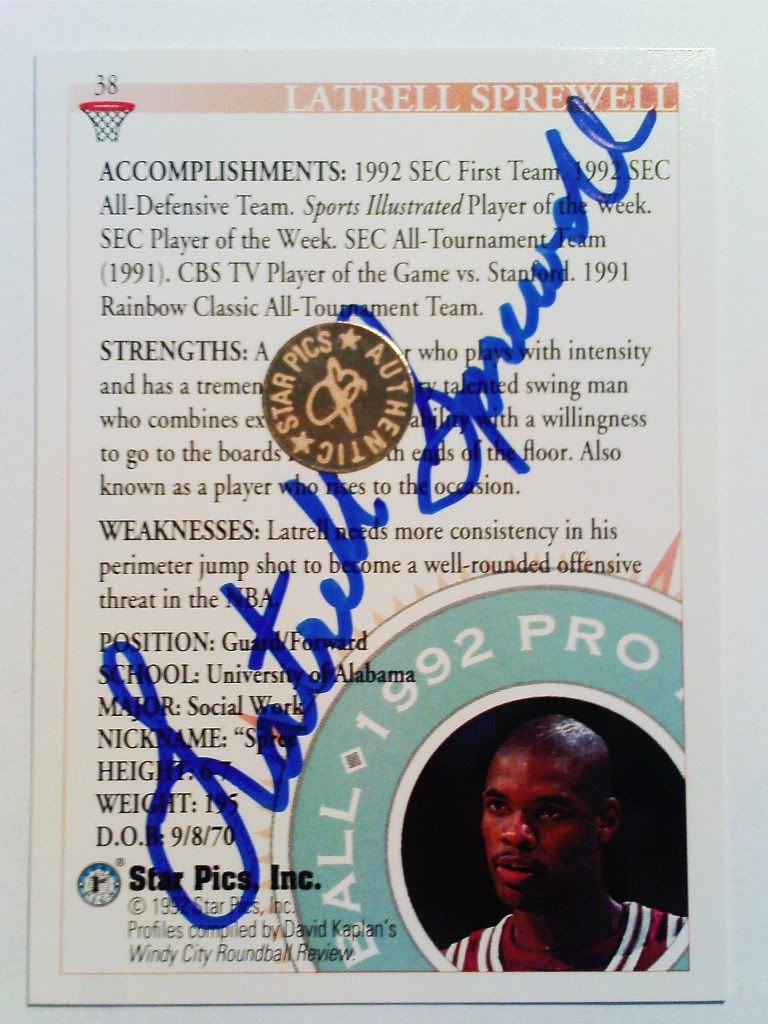 38
LATRELL SPREWELL
ACCOMPLISHMENTS: 1992 SEC First Team. 1992 SEC
All-Defensive Team. Sports Illustrated Player of the Week.
SEC Player of the Week. SEC All-Tournament Team
(1991). CBS TV Player of the Game vs. Stanford. 1991
Rainbow Classic All-Tournament Team.
STRENGTHS: A who plays with intensity
and has a talented swing man
who combines ability with a willingness
to go to the boards ends of the floor. Also
known as a player who rises to the occasion.
STAR PICS ★ AUTHENTIC ★
WEAKNESSES: Latrell needs more consistency in his
perimeter jump shot to become a well-rounded offensive
threat in the NBA.
POSITION: Guard/Forward
SCHOOL: University of Alabama
MAJOR: Social Work
NICKNAME: "Spree"
HEIGHT: 6-7
WEIGHT: 195
D.O.B: 9/8/70
Star Pics, Inc.
© 1992 Star Pics, Inc.
Profiles compiled by David Kaplan's
Windy City Roundball Review.
1992 PRO
Latrell Sprewell